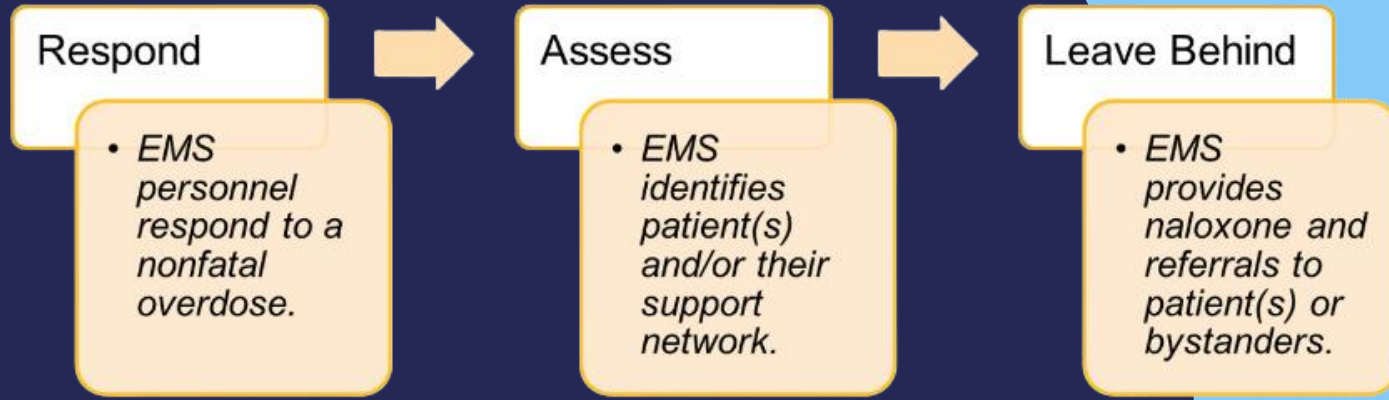 Respond
• EMS
personnel
respond to a
nonfatal
overdose.
Assess
• EMS
identifies
patient(s)
and/or their
support
network.
Leave Behind
• EMS
provides
naloxone and
referrals to
patient(s) or
bystanders.